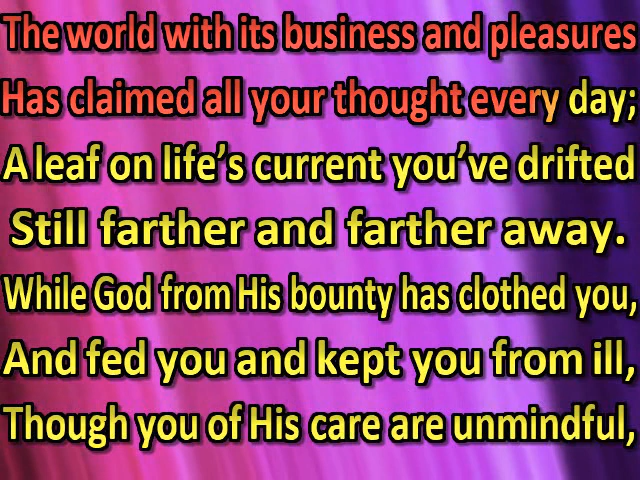 The world with its business and pleasures
Has claimed all your thought every day;
A leaf on life's current you've drifted
Still farther and farther away.
While God from His bounty has clothed you,
And fed you and kept you from ill,
Though you of His care are unmindful,